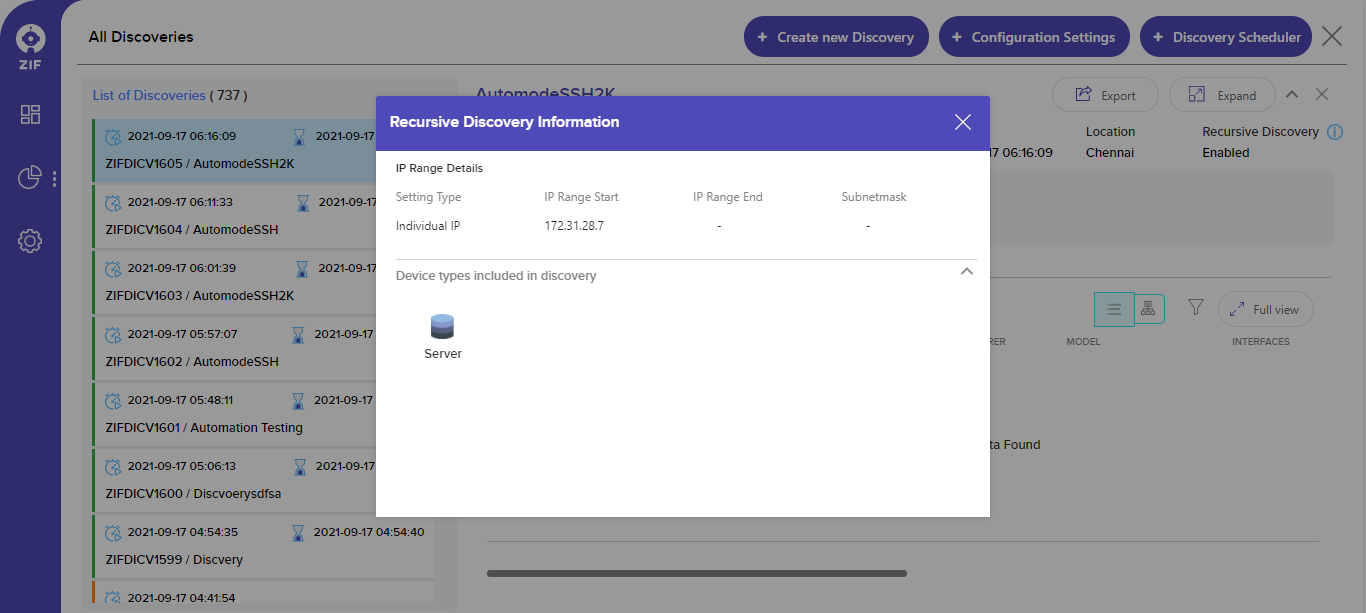 ZIF
All Discoveries
+ Create new Discovery
+ Configuration Settings
+ Discovery Scheduler
List of Discoveries ( 737 )
2021-09-17 06:16:09 2021-09-17
ZIFDICV1605 / AutomodeSSH2K
2021-09-17 06:11:33 2021-09-17
ZIFDICV1604 / AutomodeSSH
2021-09-17 06:01:39 2021-09-17
ZIFDICV1603 / AutomodeSSH2K
2021-09-17 05:57:07 2021-09-17
ZIFDICV1602 / AutomodeSSH
2021-09-17 05:48:11 2021-09-17
ZIFDICV1601 / Automation Testing
2021-09-17 05:06:13 2021-09-17
ZIFDICV1600 / Discvoerysdfsa
2021-09-17 04:54:35 2021-09-17 04:54:40
ZIFDICV1599 / Discvery
2021-09-17 04:41:54
AutomodeSSH2K
Export
Expand
Location
Recursive Discovery
17 06:16:09
Chennai
Enabled
Recursive Discovery Information
IP Range Details
Setting Type IP Range Start IP Range End Subnetmask
Individual IP 172.31.28.7 - -
Device types included in discovery
Server
Full view
RER MODEL INTERFACES
ta Found